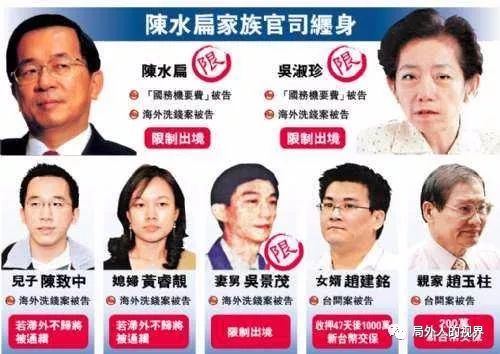 陳水扁家族官司纏身
陳水扁
限
「國務機要費」被告
海外洗錢案被告
限制出境
吳淑珍
限
「國務機要費」被告
海外洗錢案被告
限制出境
兒子 陳致中
海外洗錢案被告
若滯外不歸將
被通緝
媳婦 黃睿靚
海外洗錢案被告
若滯外不歸將
被通緝
限
妻舅 吳景茂
海外洗錢案被告
限制出境
女婿 趙建銘
台開案被告
收押47天後1000萬
新台幣交保
親家 趙玉柱
台開案被告
200萬
新台幣交保
局外人的视界